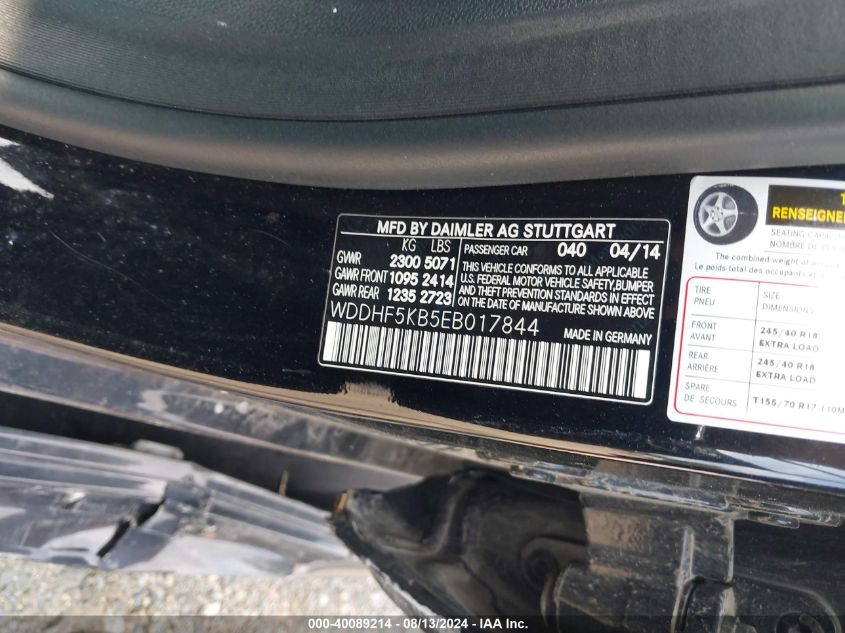 MFD BY DAIMLER AG STUTTGART
KG LBS PASSENGER CAR 040 04/14
GVWR 2300 5071
GAWR FRONT 1095 2414
GAWR REAR 1235 2723
THIS VEHICLE CONFORMS TO ALL APPLICABLE
U.S. FEDERAL MOTOR VEHICLE SAFETY,BUMPER
AND THEFT PREVENTION STANDARDS IN EFFECT
ON THE DATE OF MANUFACTURE SHOWN ABOVE
WDDHF5KB5EB017844 MADE IN GERMANY
SEATING
NOMBRE DE
The combined weight of
Le poids total des occupants et
TIRE SIZE
PNEU DIMENSIONS
FRONT 245/40 R18
AVANT EXTRA LOAD
REAR 245/40 R18
ARRIÈRE EXTRA LOAD
SPARE T155/70 R17 110M
DE SECOURS
000-40089214 - 08/13/2024 - IAA Inc.